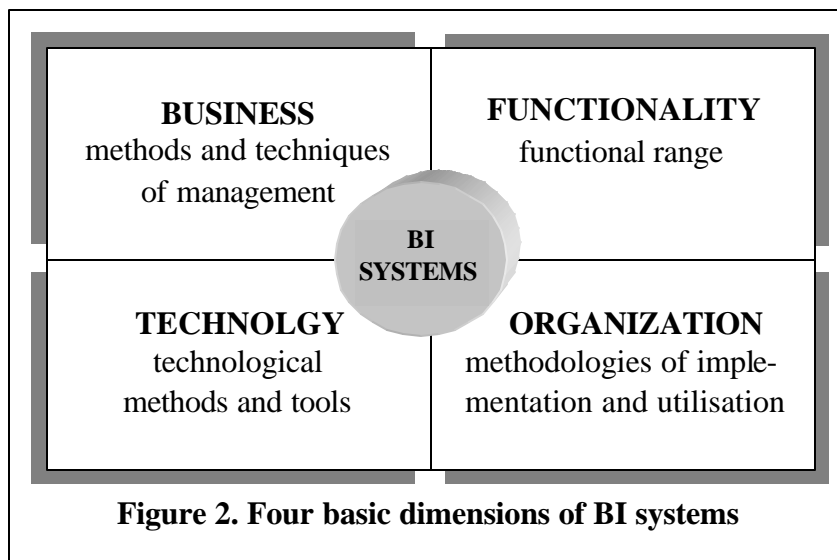 BUSINESS
methods and techniques
of management
FUNCTIONALITY
functional range
BI
SYSTEMS
TECHNOLGY
technological
methods and tools
ORGANIZATION
methodologies of imple-
mentation and utilisation
Figure 2. Four basic dimensions of BI systems